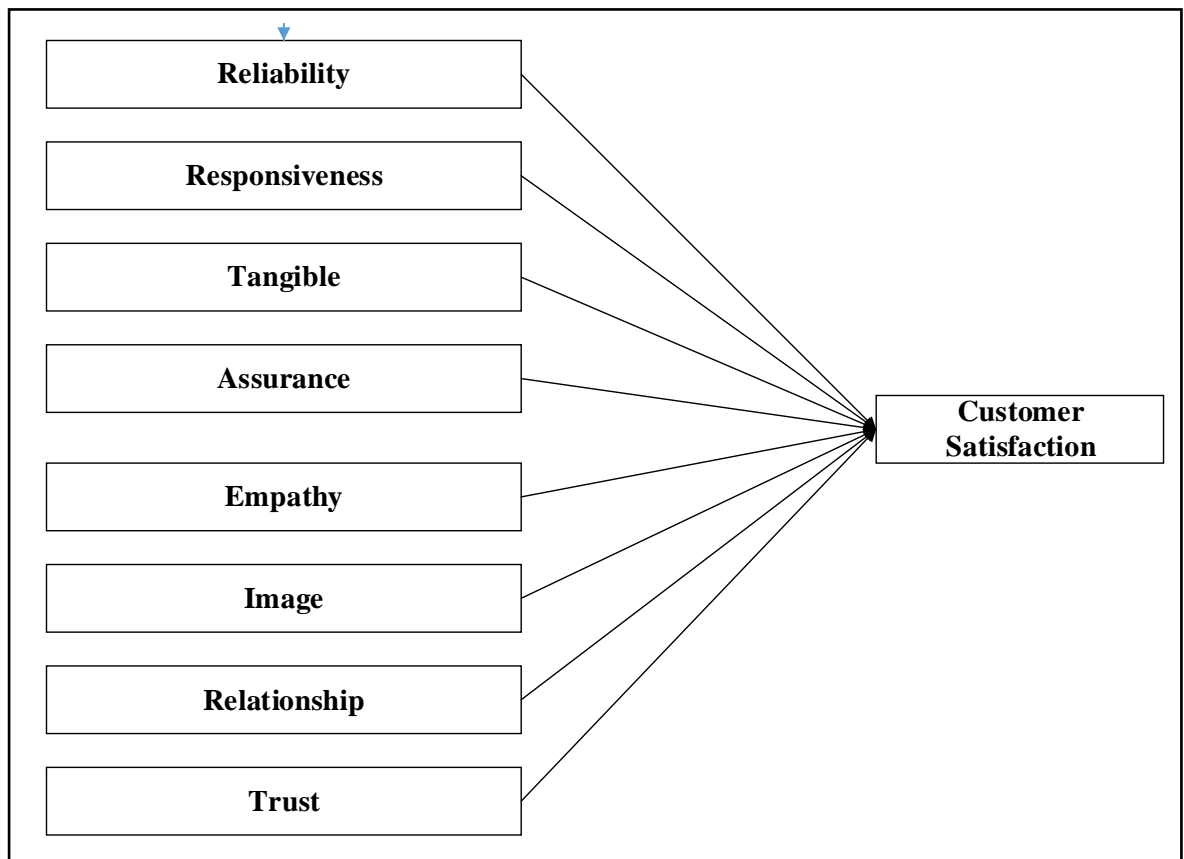 Reliability
Responsiveness
Tangible
Assurance
Customer
Satisfaction
Empathy
Image
Relationship
Trust